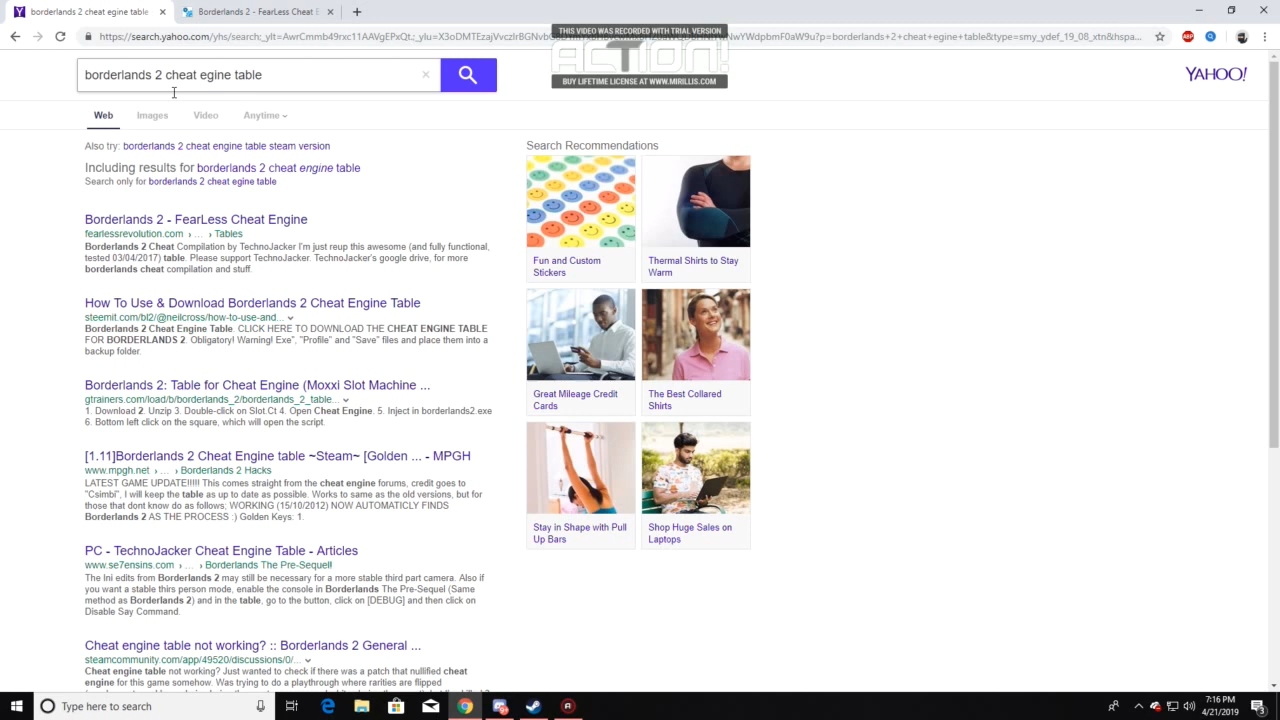 borderlands 2 cheat egine table - 
Borderlands 2 - FearLess Cheat E
THIS VIDEO WAS RECORDED WITH TRIAL VERSION
ACTION!
BUY LIFETIME LICENSE AT WWW.MIRILLIS.COM
borderlands 2 cheat egine table
YAHOO!
Web Images Video Anytime
Also try: borderlands 2 cheat engine table steam version
Including results for borderlands 2 cheat engine table
Search only for borderlands 2 cheat egine table
Borderlands 2 - FearLess Cheat Engine
fearlessrevolution.com › ... › Tables
Borderlands 2 Cheat Compilation by TechnoJacker I'm just reup this awesome (and fully functional,
tested 03/04/2017) table. Please support TechnoJacker. TechnoJacker's google drive, for more
borderlands cheat compilation and stuff.
How To Use & Download Borderlands 2 Cheat Engine Table
steemit.com/bl2/@neilcross/how-to-use-and...
Borderlands 2 Cheat Engine Table. CLICK HERE TO DOWNLOAD THE CHEAT ENGINE TABLE
FOR BORDERLANDS 2. Obligatory! Warning! Exe", "Profile" and "Save" files and place them into a
backup folder.
Borderlands 2: Table for Cheat Engine (Moxxi Slot Machine ...
gtrainers.com/load/b/borderlands_2/borderlands_2_table...
1. Download 2. Unzip 3. Double-click on Slot.Ct 4. Open Cheat Engine. 5. Inject in borderlands2.exe
6. Bottom left click on the square, which will open the script.
[1.11]Borderlands 2 Cheat Engine table ~Steam~ [Golden ... - MPGH
www.mpgh.net › ... › Borderlands 2 Hacks
LATEST GAME UPDATE!!!!! This comes straight from the cheat engine forums, credit goes to
"Csimbi", I will keep the table as up to date as possible. Works to same as the old versions, but for
those that dont know do as follows; WORKING (15/10/2012) NOW AUTOMATICLY FINDS
Borderlands 2 AS THE PROCESS :) Golden Keys: 1.
PC - TechnoJacker Cheat Engine Table - Articles
www.se7ensins.com › ... › Borderlands The Pre-Sequel!
The Ini edits from Borderlands 2 may still be necessary for a more stable third part camera. Also if
you want a stable this person mode, enable the console in Borderlands The Pre-Sequel (Same
method as Borderlands 2) and in the table, go to the button, click on [DEBUG] and then click on
Disable Say Command.
Cheat engine table not working? :: Borderlands 2 General ...
steamcommunity.com/app/49520/discussions/0/...
Cheat engine table not working? Just wanted to check if there was a patch that nullified cheat
engine for this game somehow. Was trying to do a playthrough where rarities are flipped
Search Recommendations
Fun and Custom
Stickers
Thermal Shirts to Stay
Warm
Great Mileage Credit
Cards
The Best Collared
Shirts
Stay in Shape with Pull
Up Bars
Shop Huge Sales on
Laptops
Type here to search
7:16 PM
4/21/2019